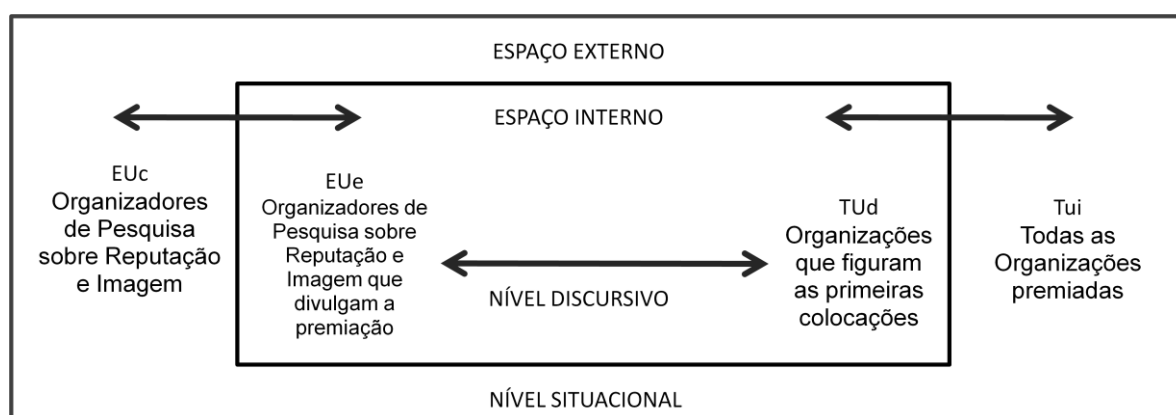 ESPAÇO EXTERNO
ESPAÇO INTERNO
EUc
Organizadores
de Pesquisa
sobre Reputação
e Imagem
EUe
Organizadores de
Pesquisa sobre
Reputação e
Imagem que
divulgam a
premiação
NÍVEL DISCURSIVO
TUd
Organizações
que figuram
as primeiras
colocações
Tui
Todas as
Organizações
premiadas
NÍVEL SITUACIONAL